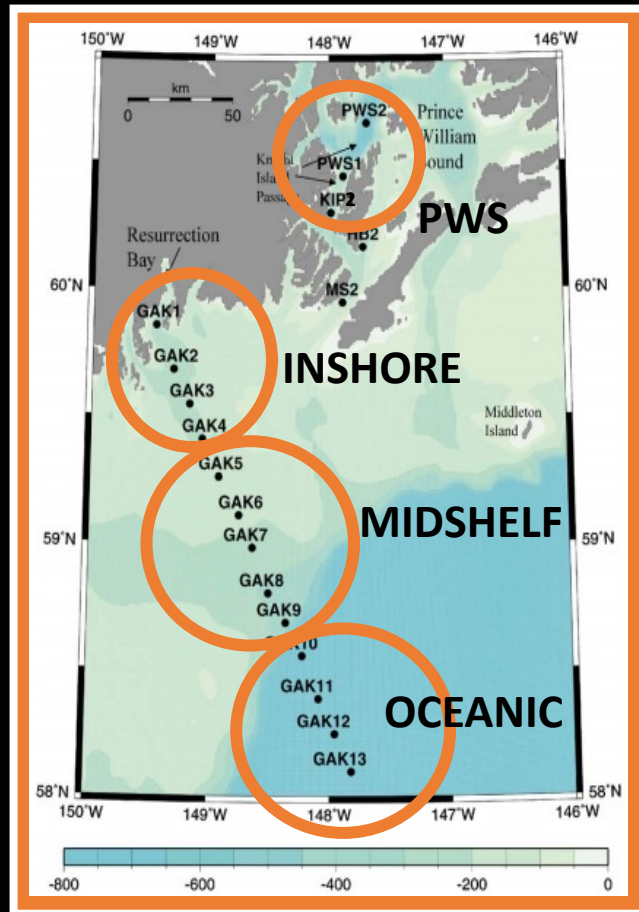 150°W 149°W 148°W 147°W 146°W
km
0 50
PWS2
Prince
William
Sound
Island
PWS1
Passage
PWS
HB2
Resurrection
Bay
60°N 60°N
MS2
GAK1
INSHORE
GAK2
GAK3
Middleton
Island
GAK4
GAK5
GAK6
MIDSHELF
GAK7
59°N 59°N
GAK8
GAK9
GAK11
OCEANIC
GAK12
GAK13
58°N 58°N
150°W 149°W 148°W 147°W 146°W
-800 -600 -400 -200 0